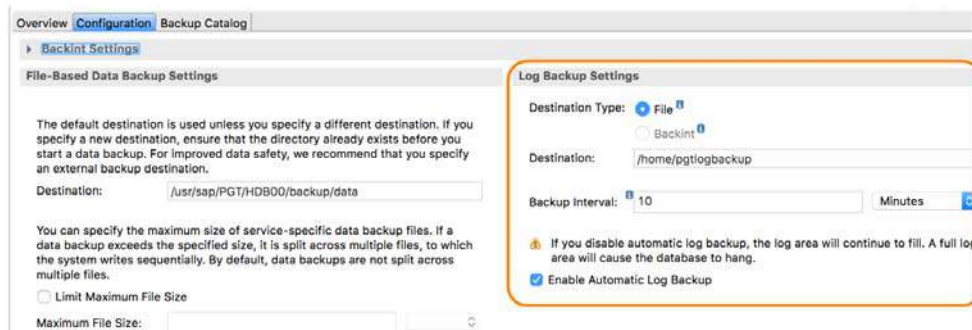 Overview Configuration Backup Catalog
Backint Settings
File-Based Data Backup Settings
The default destination is used unless you specify a different destination. If you
specify a new destination, ensure that the directory already exists before you
start a data backup. For improved data safety, we recommend that you specify
an external backup destination.
Destination: /usr/sap/PGT/HDB00/backup/data
You can specify the maximum size of service-specific data backup files. If a
data backup exceeds the specified size, it is split across multiple files, to which
the system writes sequentially. By default, data backups are not split across
multiple files.
Limit Maximum File Size
Maximum File Size:
Log Backup Settings
Destination Type: File
Backint
Destination: /home/pgtlogbackup
Backup Interval: 10 Minutes
If you disable automatic log backup, the log area will continue to fill. A full log
area will cause the database to hang.
Enable Automatic Log Backup